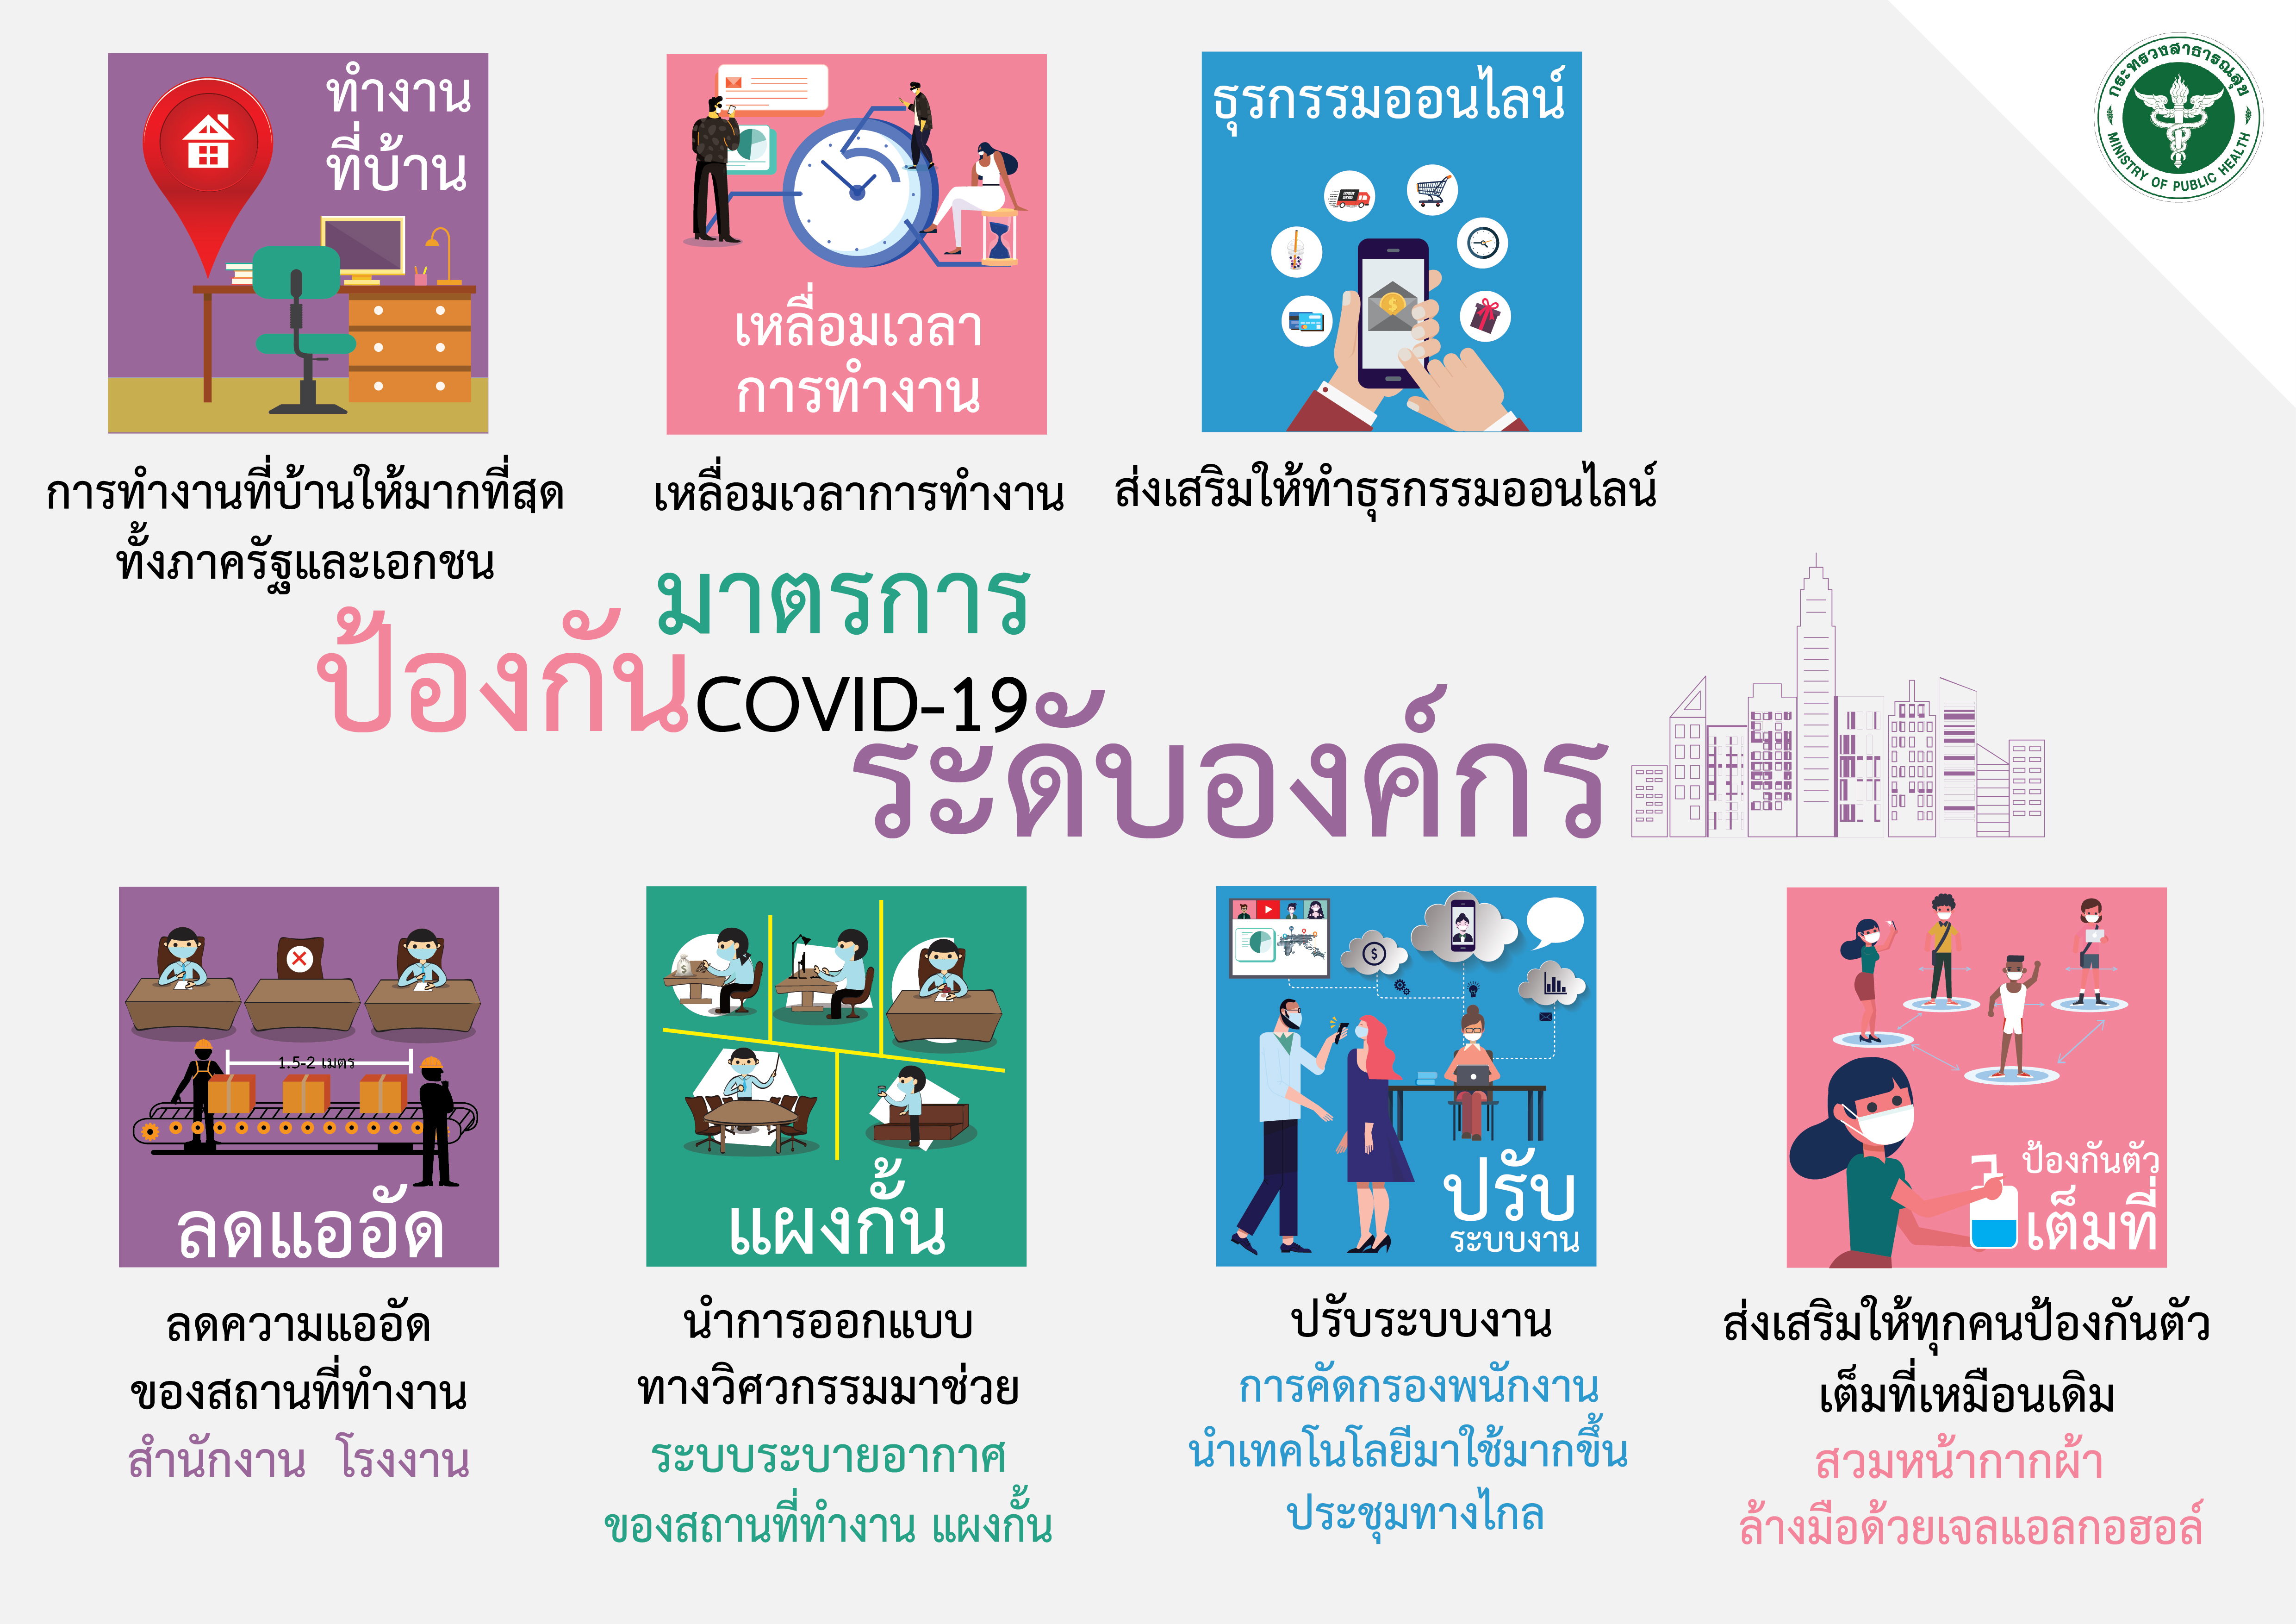 กระทรวงสาธารณสุข
MINISTRY OF PUBLIC HEALTH
ทำงาน
ที่บ้าน
การทำงานที่บ้านให้มากที่สุด
ทั้งภาครัฐและเอกชน
เหลื่อมเวลา
การทำงาน
เหลื่อมเวลาการทำงาน
ธุรกรรมออนไลน์
ส่งเสริมให้ทำธุรกรรมออนไลน์
มาตรการ
ป้องกัน COVID-19
ระดับองค์กร
1.5-2 เมตร
ลดแออัด
ลดความแออัด
ของสถานที่ทำงาน
สำนักงาน โรงงาน
แผงกั้น
นำการออกแบบ
ทางวิศวกรรมมาช่วย
ระบบระบายอากาศ
ของสถานที่ทำงาน แผงกั้น
ปรับ
ระบบงาน
ปรับระบบงาน
การคัดกรองพนักงาน
นำเทคโนโลยีมาใช้มากขึ้น
ประชุมทางไกล
ป้องกันตัว
เต็มที่
ส่งเสริมให้ทุกคนป้องกันตัว
เต็มที่เหมือนเดิม
สวมหน้ากากผ้า
ล้างมือด้วยเจลแอลกอฮอล์